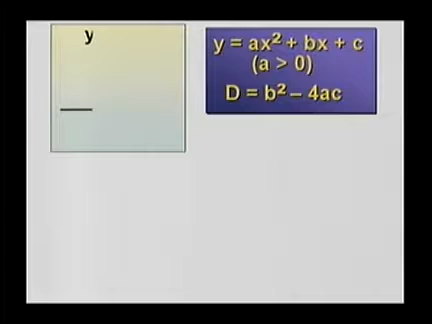 y
y = ax² + bx + c
(a > 0)
D = b² – 4ac